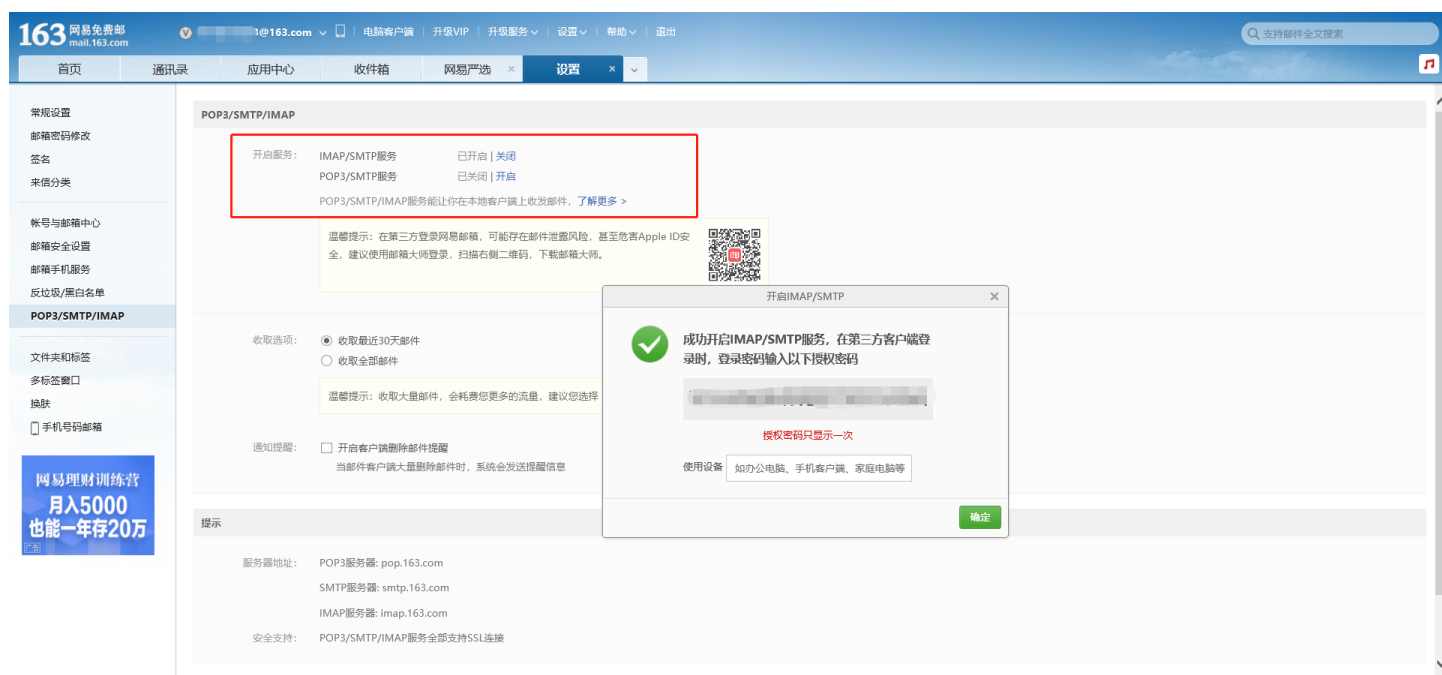 163 网易免费邮
mail.163.com
@163.com
电脑客户端 | 升级VIP | 升级服务 | 设置 | 帮助 | 退出
支持邮件全文搜索
首页
通讯录
应用中心
收件箱
网易严选 ×
设置 ×
常规设置
邮箱密码修改
签名
来信分类
帐号与邮箱中心
邮箱安全设置
邮箱手机服务
反垃圾/黑白名单
POP3/SMTP/IMAP
文件夹和标签
多标签窗口
换肤
手机号码邮箱
网易理财训练营
月入5000
也能一年存20万
广告
POP3/SMTP/IMAP
开启服务: IMAP/SMTP服务 已开启 | 关闭
POP3/SMTP服务 已关闭 | 开启
POP3/SMTP/IMAP服务能让你在本地客户端上收发邮件，了解更多 >
温馨提示：在第三方登录网易邮箱，可能存在邮件泄露风险，甚至危害Apple ID安
全，建议使用邮箱大师登录，扫描右侧二维码，下载邮箱大师。
收取选项: 收取最近30天邮件
收取全部邮件
温馨提示：收取大量邮件，会耗费您更多的流量，建议您选择
通知提醒: 开启客户端删除邮件提醒
当邮件客户端大量删除邮件时，系统会发送提醒信息
开启IMAP/SMTP ×
成功开启IMAP/SMTP服务，在第三方客户端登
录时，登录密码输入以下授权密码
授权密码只显示一次
使用设备 如办公电脑、手机客户端、家庭电脑等
确定
提示
服务器地址: POP3服务器: pop.163.com
SMTP服务器: smtp.163.com
IMAP服务器: imap.163.com
安全支持: POP3/SMTP/IMAP服务全部支持SSL连接